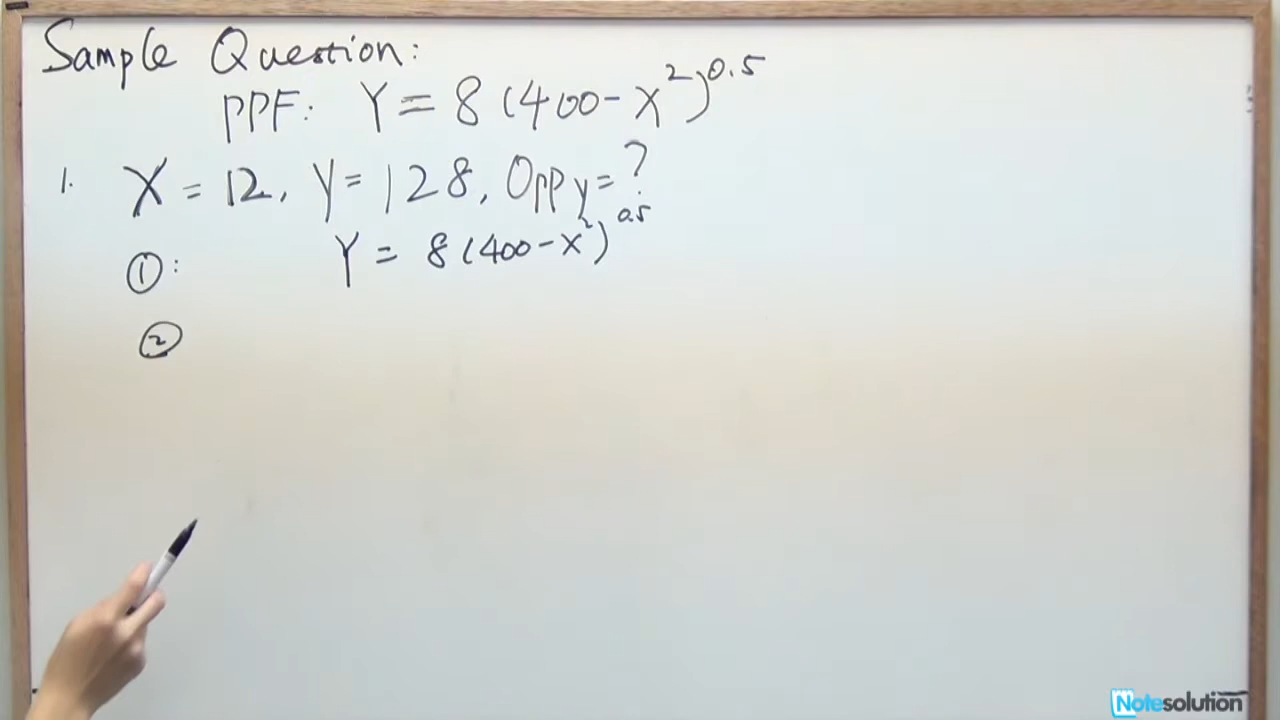 Sample Question:
PPF: Y = 8 (400 - X²)^0.5
1. X = 12, Y = 128, Opp y = ?
①: Y = 8 (400 - X²)^0.5
②
Notesolution